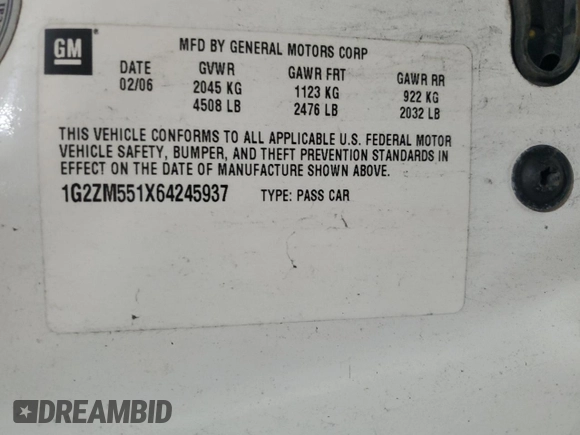 GM
MFD BY GENERAL MOTORS CORP
DATE GVWR GAWR FRT GAWR RR
02/06 2045 KG 1123 KG 922 KG
4508 LB 2476 LB 2032 LB
THIS VEHICLE CONFORMS TO ALL APPLICABLE U.S. FEDERAL MOTOR
VEHICLE SAFETY, BUMPER, AND THEFT PREVENTION STANDARDS IN
EFFECT ON THE DATE OF MANUFACTURE SHOWN ABOVE.
1G2ZM551X64245937 TYPE: PASS CAR
DREAMBID